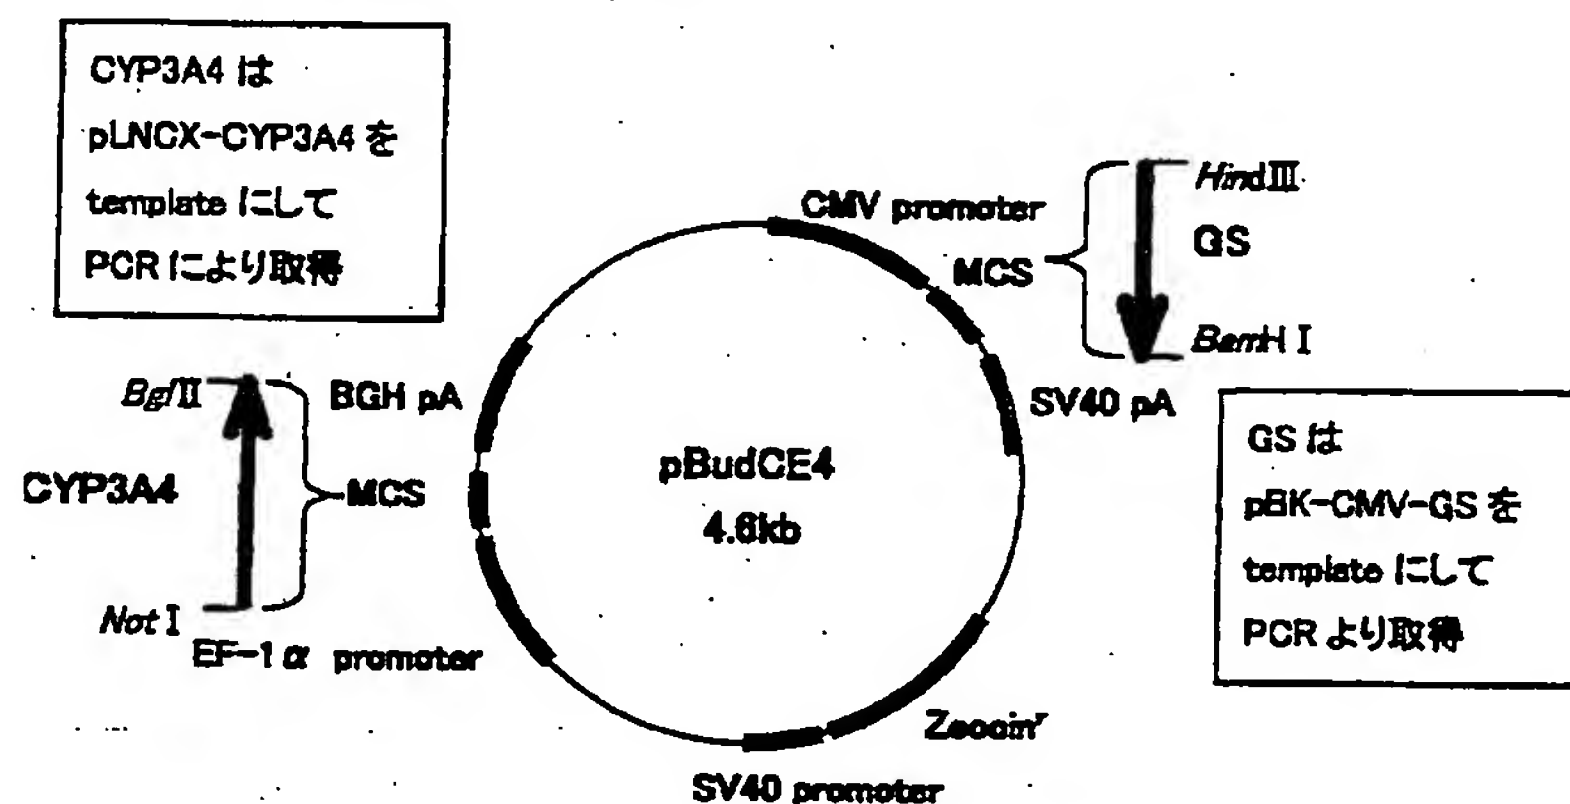 CYP3A4 は
pLNCX-CYP3A4 を
template にして
PCR により取得
CMV promoter
MCS
HindIII
GS
BamH I
SV40 pA
BglII
BGH pA
CYP3A4
MCS
Not I
EF-1 α promoter
pBudCE4
4.6kb
GS は
pBK-CMV-GS を
template にして
PCR より取得
Zeocinʳ
SV40 promoter